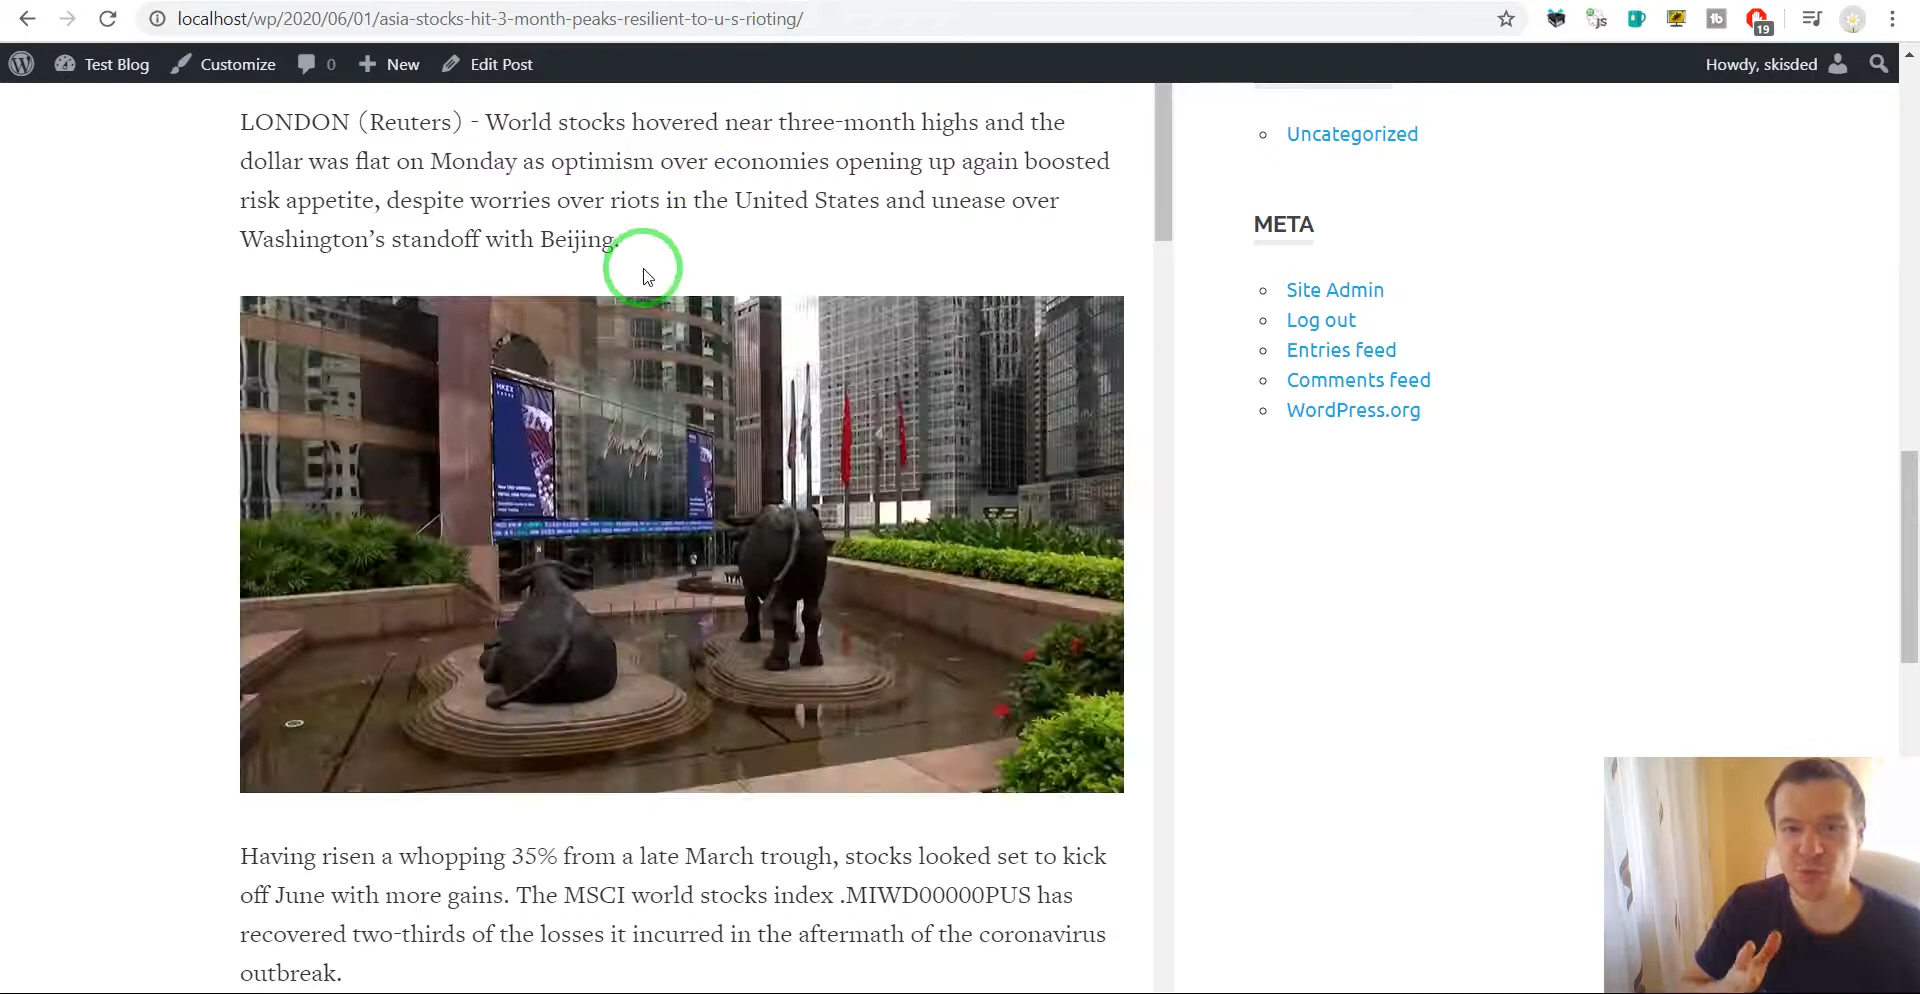 localhost/wp/2020/06/01/asia-stocks-hit-3-month-peaks-resilient-to-u-s-rioting/
19
Test Blog
Customize
0
New
Edit Post
Howdy, skisded
LONDON (Reuters) - World stocks hovered near three-month highs and the
dollar was flat on Monday as optimism over economies opening up again boosted
risk appetite, despite worries over riots in the United States and unease over
Washington’s standoff with Beijing.
HKEX
Having risen a whopping 35% from a late March trough, stocks looked set to kick
off June with more gains. The MSCI world stocks index .MIWD00000PUS has
recovered two-thirds of the losses it incurred in the aftermath of the coronavirus
outbreak.
Uncategorized
META
Site Admin
Log out
Entries feed
Comments feed
WordPress.org